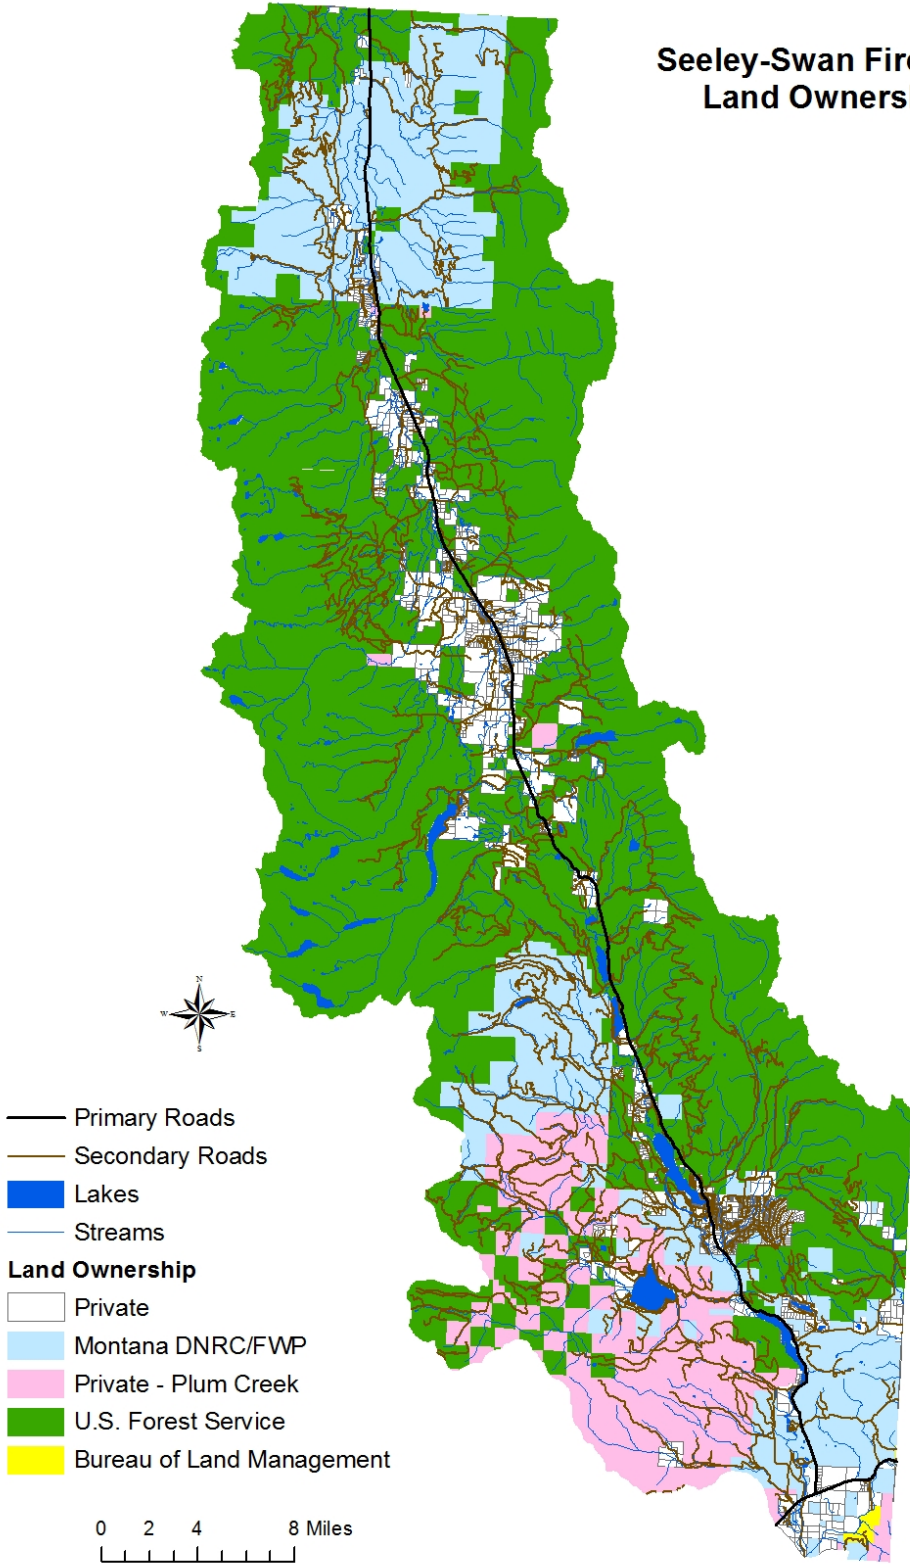 Seeley-Swan Fire
Land Owners
N
W
E
S
Primary Roads
Secondary Roads
Lakes
Streams
Land Ownership
Private
Montana DNRC/FWP
Private - Plum Creek
U.S. Forest Service
Bureau of Land Management
0 2 4 8 Miles